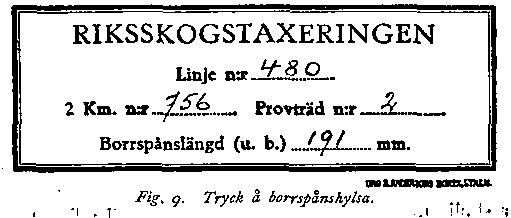 RIKSSKOGSTAXERINGEN
Linje n:r 480.
2 Km. n:r 756. Provträd n:r 2.
Borrspånslängd (u. b.) 191 mm.
Fig. 9. Tryck å borrspånshylsa.